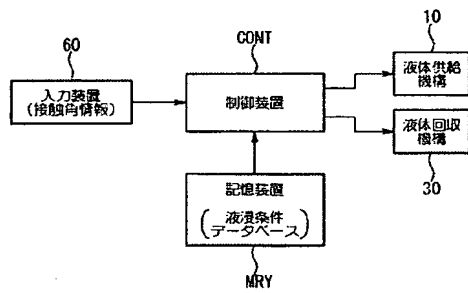 CONT
60
10
入力装置
(接触角情報)
制御装置
液体供給
機構
液体回収
機構
30
記憶装置
(液浸条件
データベース)
MRY